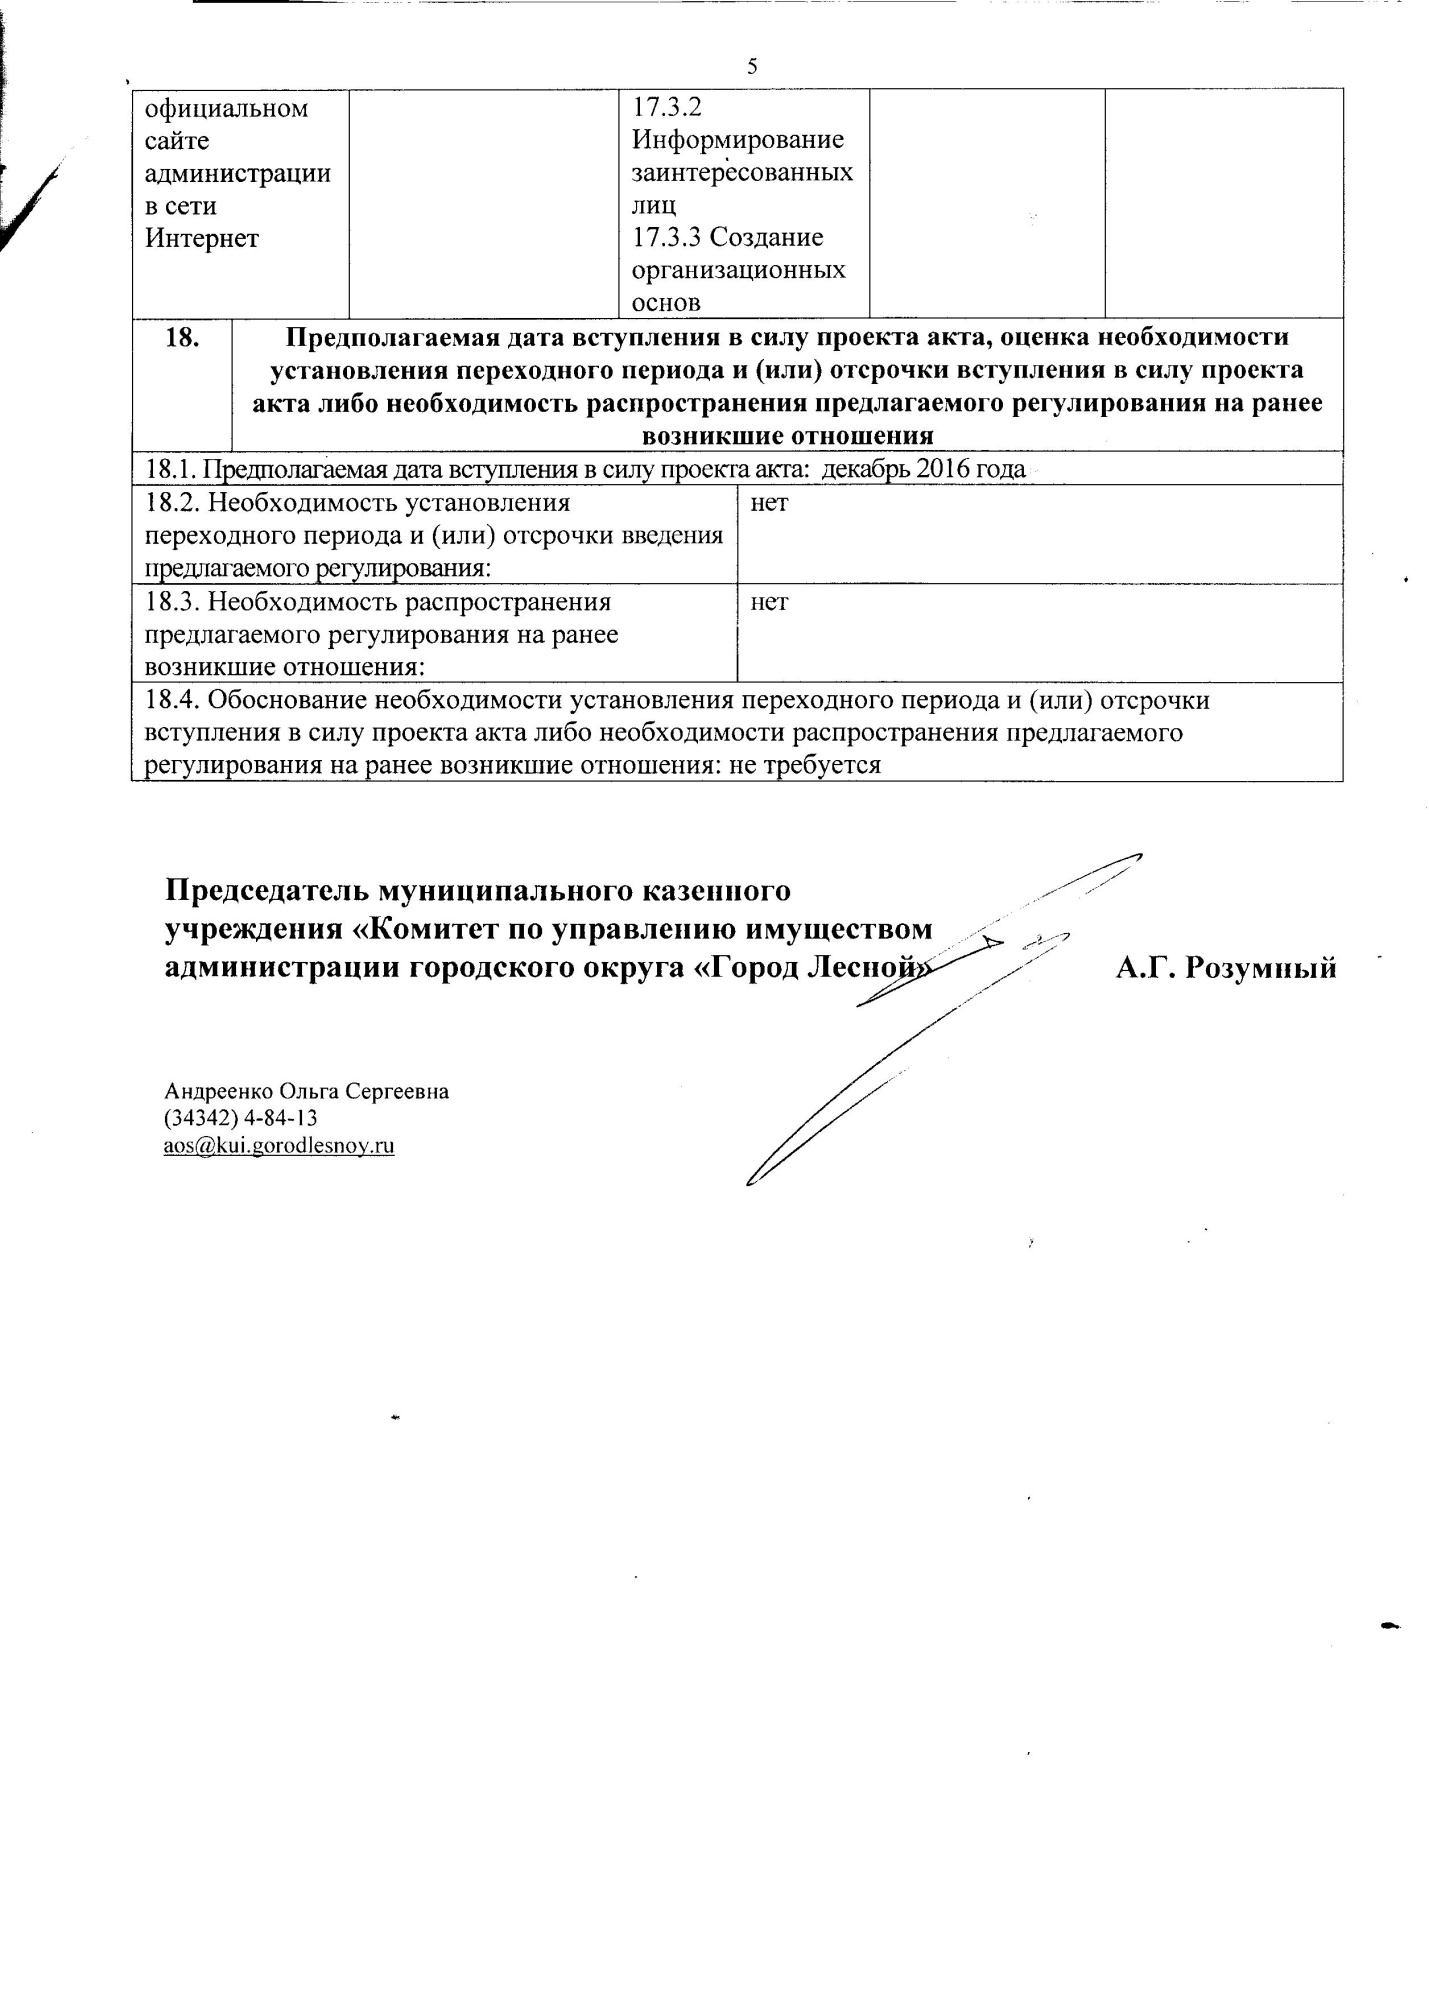 5
официальном
сайте
администрации
в сети
Интернет
17.3.2
Информирование
заинтересованных
лиц
17.3.3 Создание
организационных
основ
18.
Предполагаемая дата вступления в силу проекта акта, оценка необходимости
установления переходного периода и (или) отсрочки вступления в силу проекта
акта либо необходимость распространения предлагаемого регулирования на ранее
возникшие отношения
18.1. Предполагаемая дата вступления в силу проекта акта: декабрь 2016 года
18.2. Необходимость установления
переходного периода и (или) отсрочки введения
предлагаемого регулирования:
нет
18.3. Необходимость распространения
предлагаемого регулирования на ранее
возникшие отношения:
нет
18.4. Обоснование необходимости установления переходного периода и (или) отсрочки
вступления в силу проекта акта либо необходимости распространения предлагаемого
регулирования на ранее возникшие отношения: не требуется
Председатель муниципального казенного
учреждения «Комитет по управлению имуществом
администрации городского округа «Город Лесной»
А.Г. Розумный
Андреенко Ольга Сергеевна
(34342) 4-84-13
aos@kui.gorodlesnoy.ru